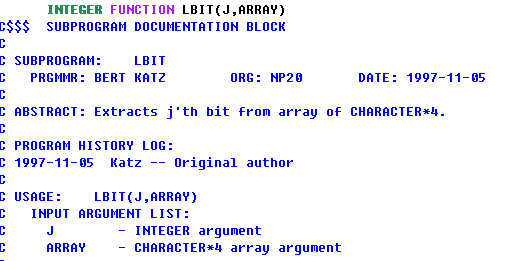 INTEGER FUNCTION LBIT(J,ARRAY)
C$$$  SUBPROGRAM DOCUMENTATION BLOCK
C
C SUBPROGRAM:    LBIT
C   PRGMMR: BERT KATZ        ORG: NP20       DATE: 1997-11-05
C
C ABSTRACT: Extracts j'th bit from array of CHARACTER*4.
C
C PROGRAM HISTORY LOG:
C 1997-11-05  Katz -- Original author
C
C USAGE:    LBIT(J,ARRAY)
C   INPUT ARGUMENT LIST:
C     J        - INTEGER argument
C     ARRAY    - CHARACTER*4 array argument